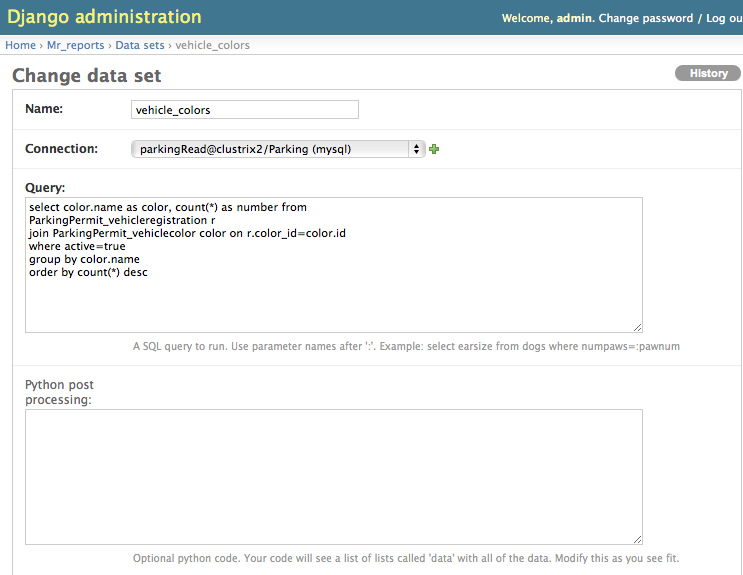 Django administration
Welcome, admin. Change password / Log ou
Home › Mr_reports › Data sets › vehicle_colors
Change data set
History
Name:
vehicle_colors
Connection:
parkingRead@clustrix2/Parking (mysql)
Query:
select color.name as color, count(*) as number from
ParkingPermit_vehicleregistration r
join ParkingPermit_vehiclecolor color on r.color_id=color.id
where active=true
group by color.name
order by count(*) desc
A SQL query to run. Use parameter names after ':'. Example: select earsize from dogs where numpaws=:pawnum
Python post
processing:
Optional python code. Your code will see a list of lists called 'data' with all of the data. Modify this as you see fit.